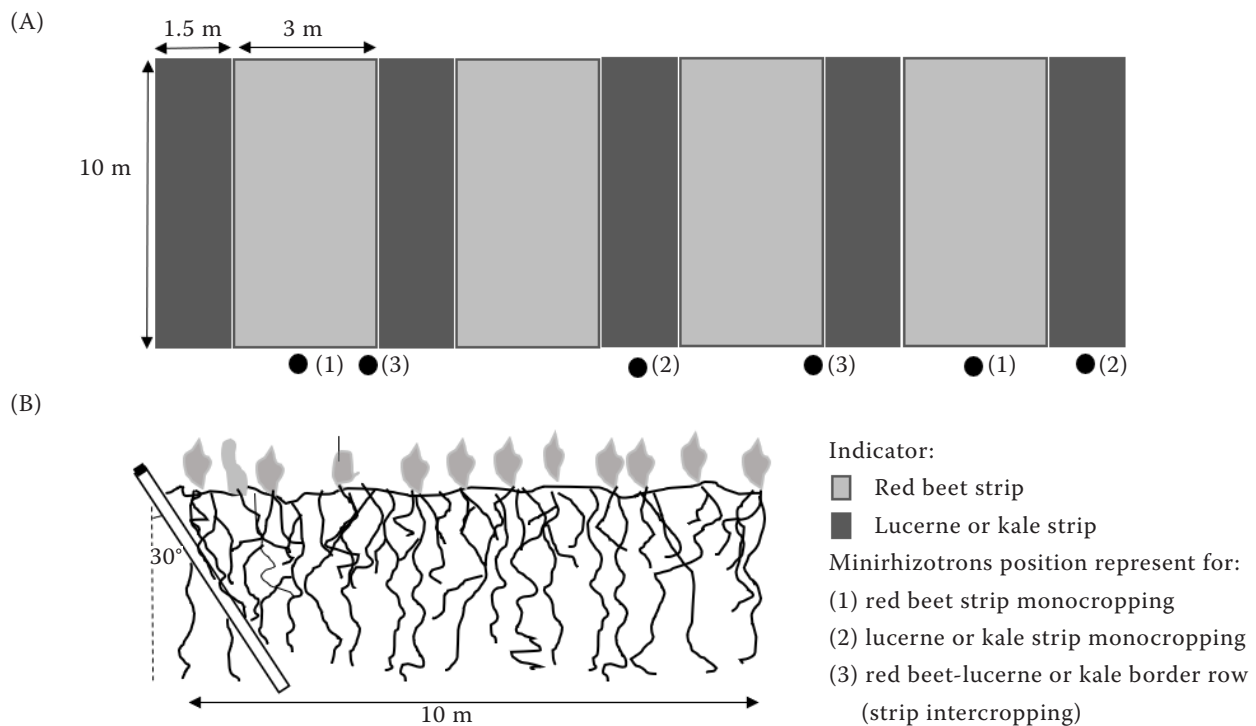 (A)
1.5 m
3 m
10 m
(1)
(3)
(2)
(3)
(1)
(2)
(B)
30°
10 m
Indicator:
Red beet strip
Lucerne or kale strip
Minirhizotrons position represent for:
(1) red beet strip monocropping
(2) lucerne or kale strip monocropping
(3) red beet-lucerne or kale border row
(strip intercropping)